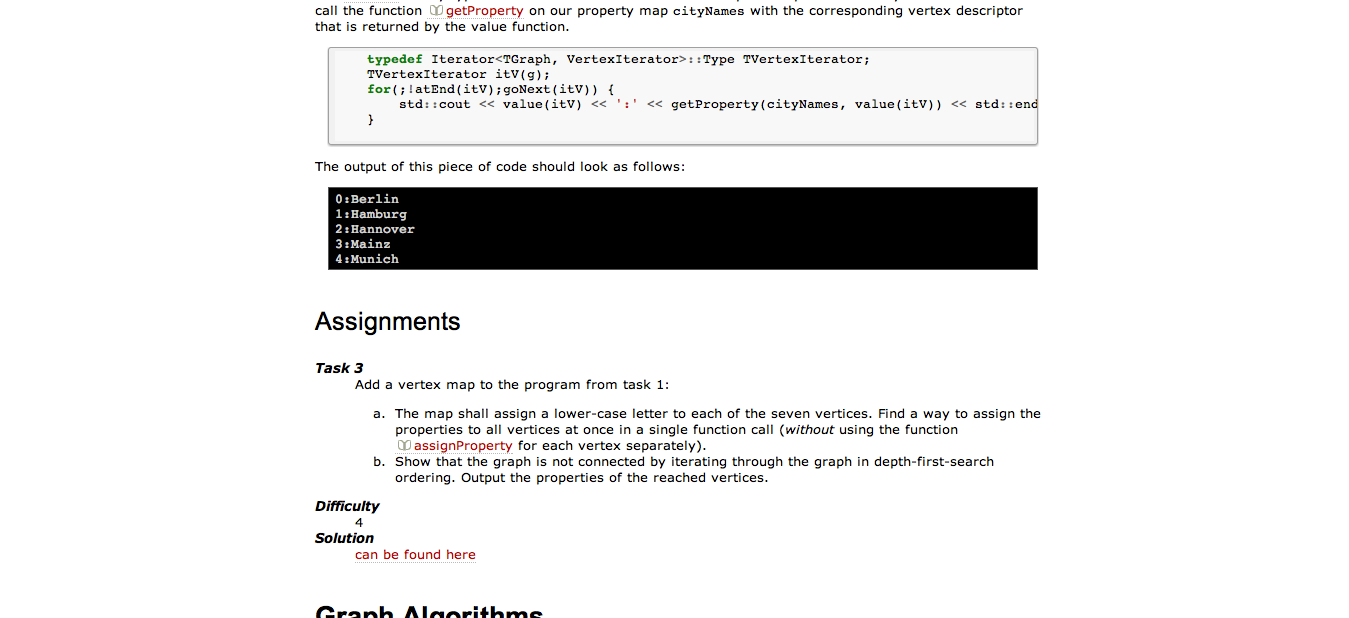 call the function getProperty on our property map cityNames with the corresponding vertex descriptor
that is returned by the value function.
typedef Iterator<TGraph, VertexIterator>::Type TVertexIterator;
TVertexIterator itV(g);
for(;!atEnd(itV);goNext(itV)) {
    std::cout << value(itV) << ':' << getProperty(cityNames, value(itV)) << std::end
}
The output of this piece of code should look as follows:
0:Berlin
1:Hamburg
2:Hannover
3:Mainz
4:Munich
Assignments
Task 3
Add a vertex map to the program from task 1:
a. The map shall assign a lower-case letter to each of the seven vertices. Find a way to assign the
properties to all vertices at once in a single function call (without using the function
assignProperty for each vertex separately).
b. Show that the graph is not connected by iterating through the graph in depth-first-search
ordering. Output the properties of the reached vertices.
Difficulty
4
Solution
can be found here
Graph Algorithms